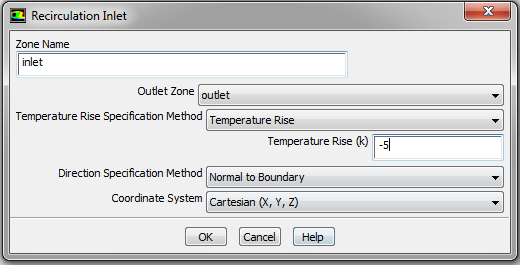 Recirculation Inlet
Zone Name
inlet
Outlet Zone outlet
Temperature Rise Specification Method Temperature Rise
Temperature Rise (k) -5
Direction Specification Method Normal to Boundary
Coordinate System Cartesian (X, Y, Z)
OK Cancel Help